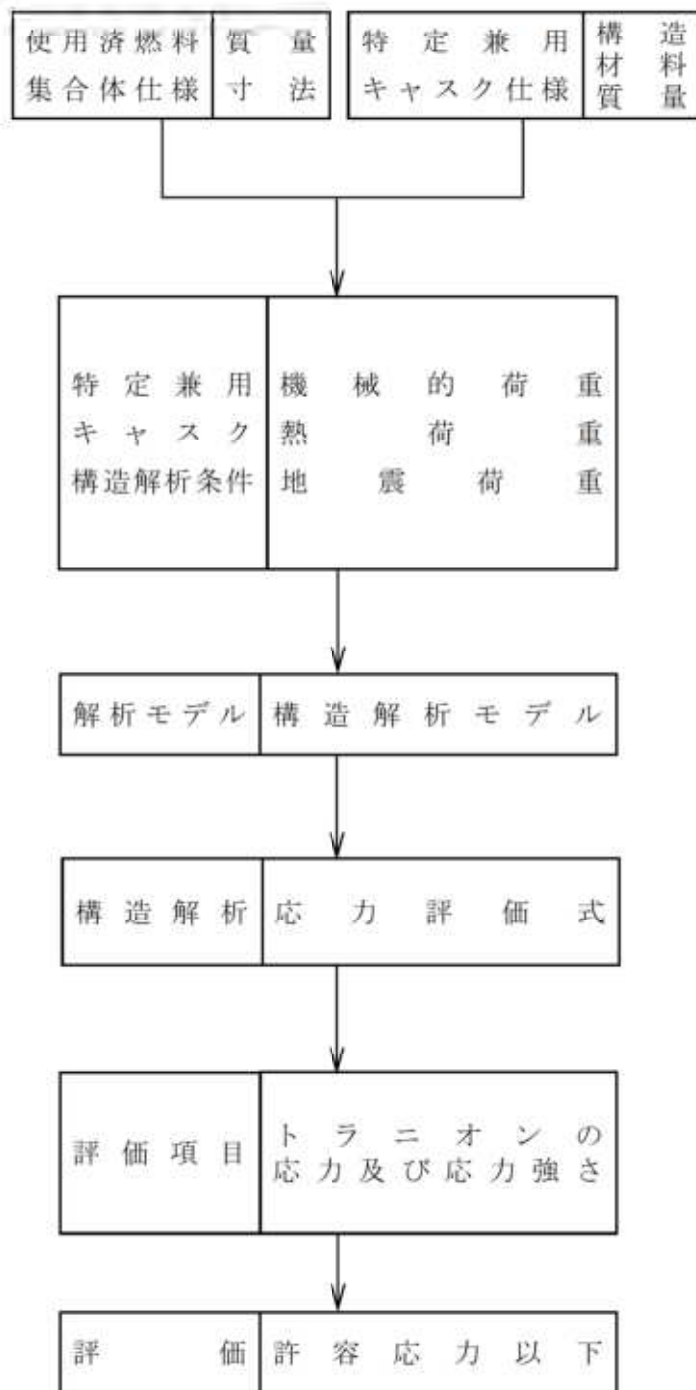 使用済燃料
集合体仕様
質量
寸法
特定兼用
キャスク仕様
構造
材料
質量
特定兼用
キャスク
構造解析条件
機械的荷重
熱荷重
地震荷重
解析モデル
構造解析モデル
構造解析
応力評価式
評価項目
トラニオンの
応力及び応力強さ
評価
許容応力以下